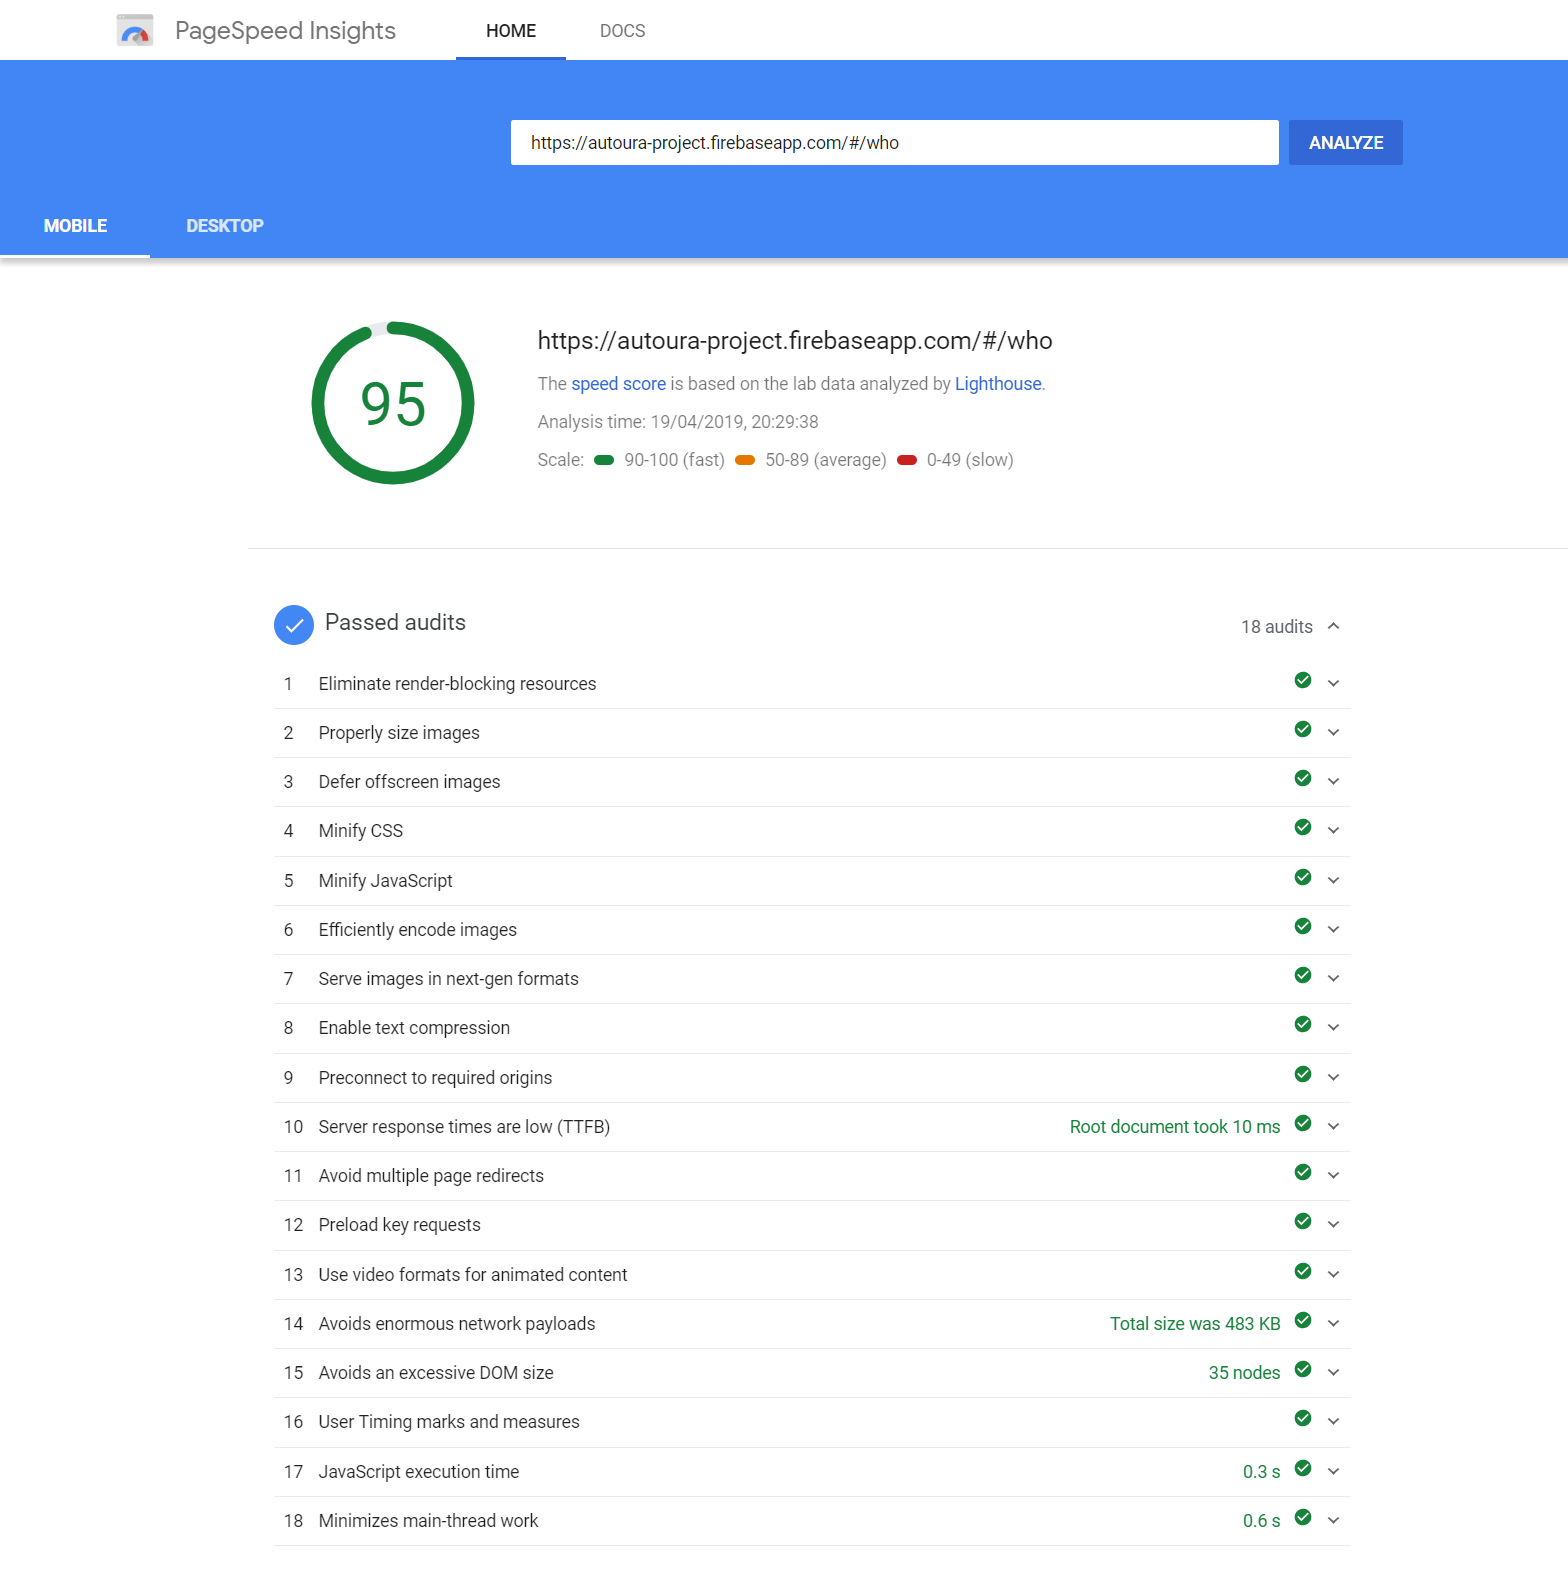 PageSpeed Insights HOME DOCS
https://autoura-project.firebaseapp.com/#/who ANALYZE
MOBILE DESKTOP
95
https://autoura-project.firebaseapp.com/#/who
The speed score is based on the lab data analyzed by Lighthouse.
Analysis time: 19/04/2019, 20:29:38
Scale: 90-100 (fast) 50-89 (average) 0-49 (slow)
Passed audits 18 audits
1 Eliminate render-blocking resources
2 Properly size images
3 Defer offscreen images
4 Minify CSS
5 Minify JavaScript
6 Efficiently encode images
7 Serve images in next-gen formats
8 Enable text compression
9 Preconnect to required origins
10 Server response times are low (TTFB) Root document took 10 ms
11 Avoid multiple page redirects
12 Preload key requests
13 Use video formats for animated content
14 Avoids enormous network payloads Total size was 483 KB
15 Avoids an excessive DOM size 35 nodes
16 User Timing marks and measures
17 JavaScript execution time 0.3 s
18 Minimizes main-thread work 0.6 s